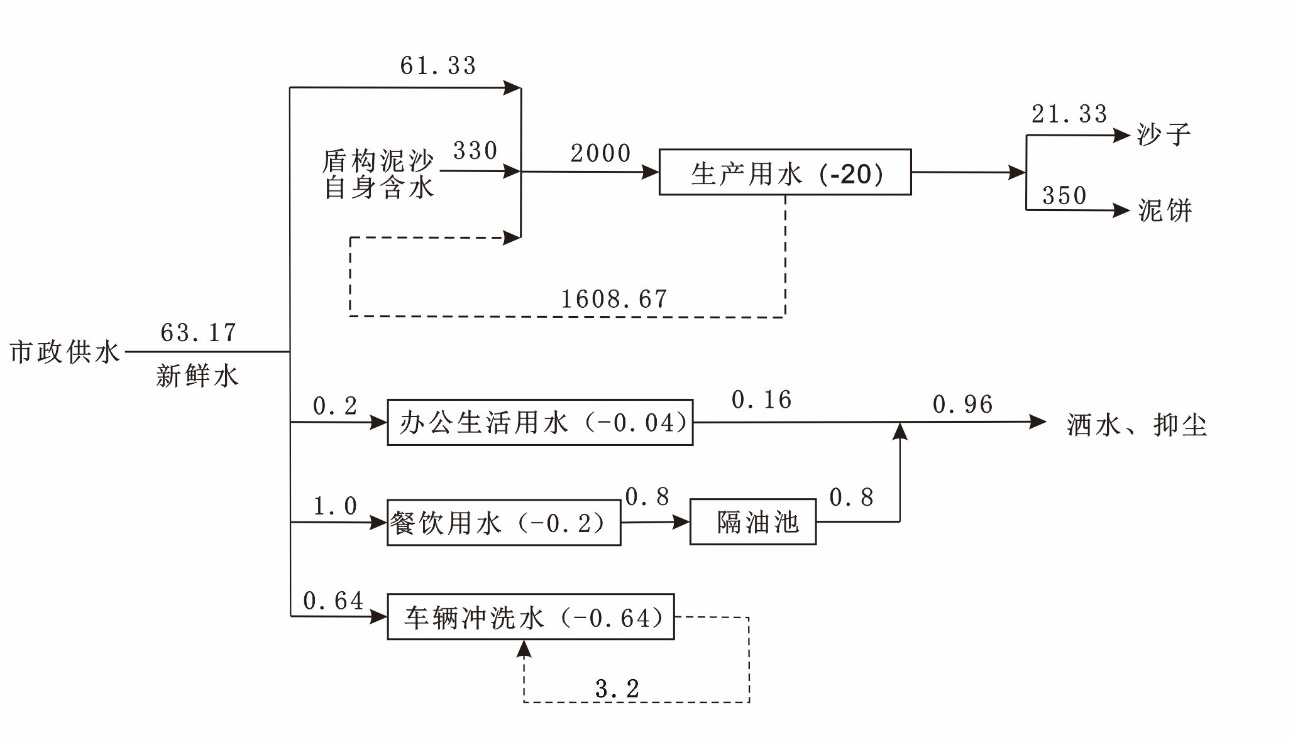 61.33
盾构泥沙
自身含水
330
2000
生产用水（-20）
21.33
沙子
350
泥饼
1608.67
市政供水
63.17
新鲜水
0.2
办公生活用水（-0.04）
0.16
0.96
洒水、抑尘
1.0
餐饮用水（-0.2）
0.8
隔油池
0.8
0.64
车辆冲洗水（-0.64）
3.2